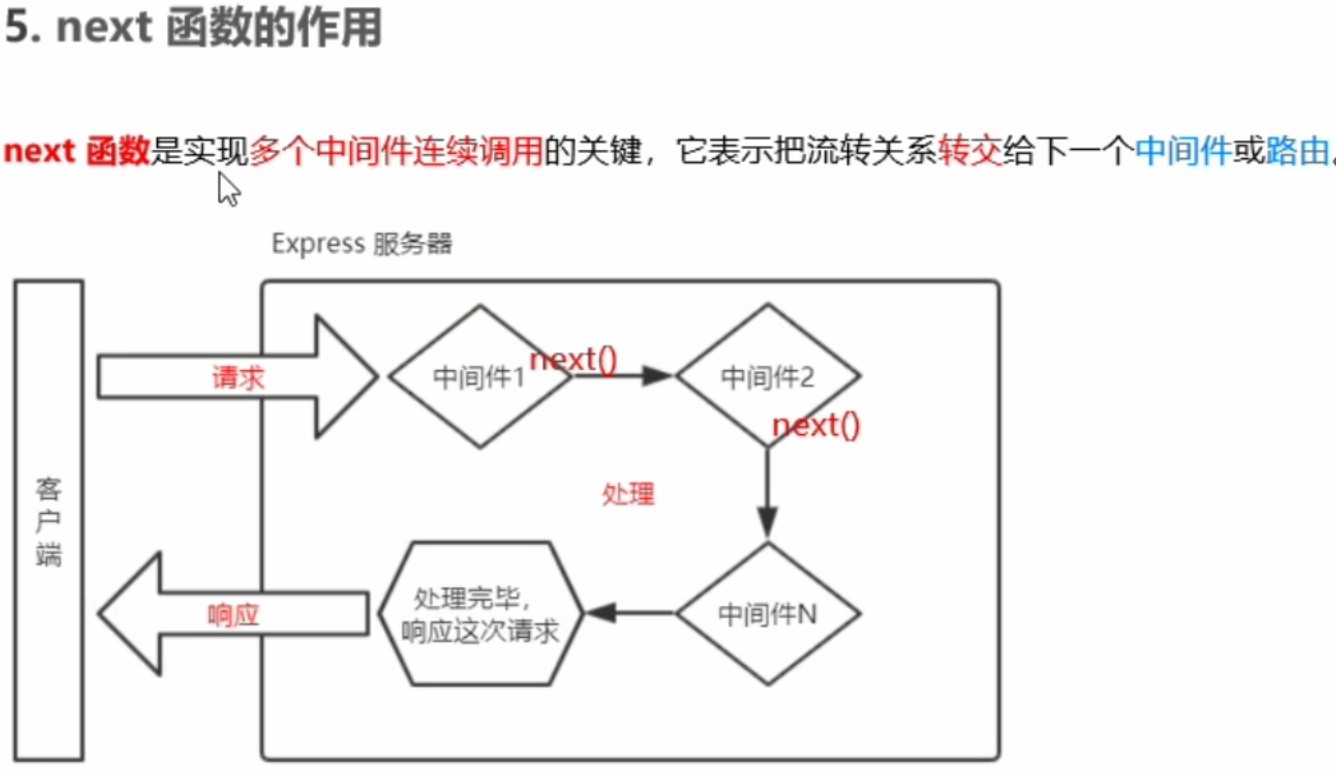 5. next 函数的作用
next 函数是实现多个中间件连续调用的关键，它表示把流转关系转交给下一个中间件或路由。
Express 服务器
请求
中间件1
next()
中间件2
next()
处理
客户端
响应
处理完毕，
响应这次请求
中间件N